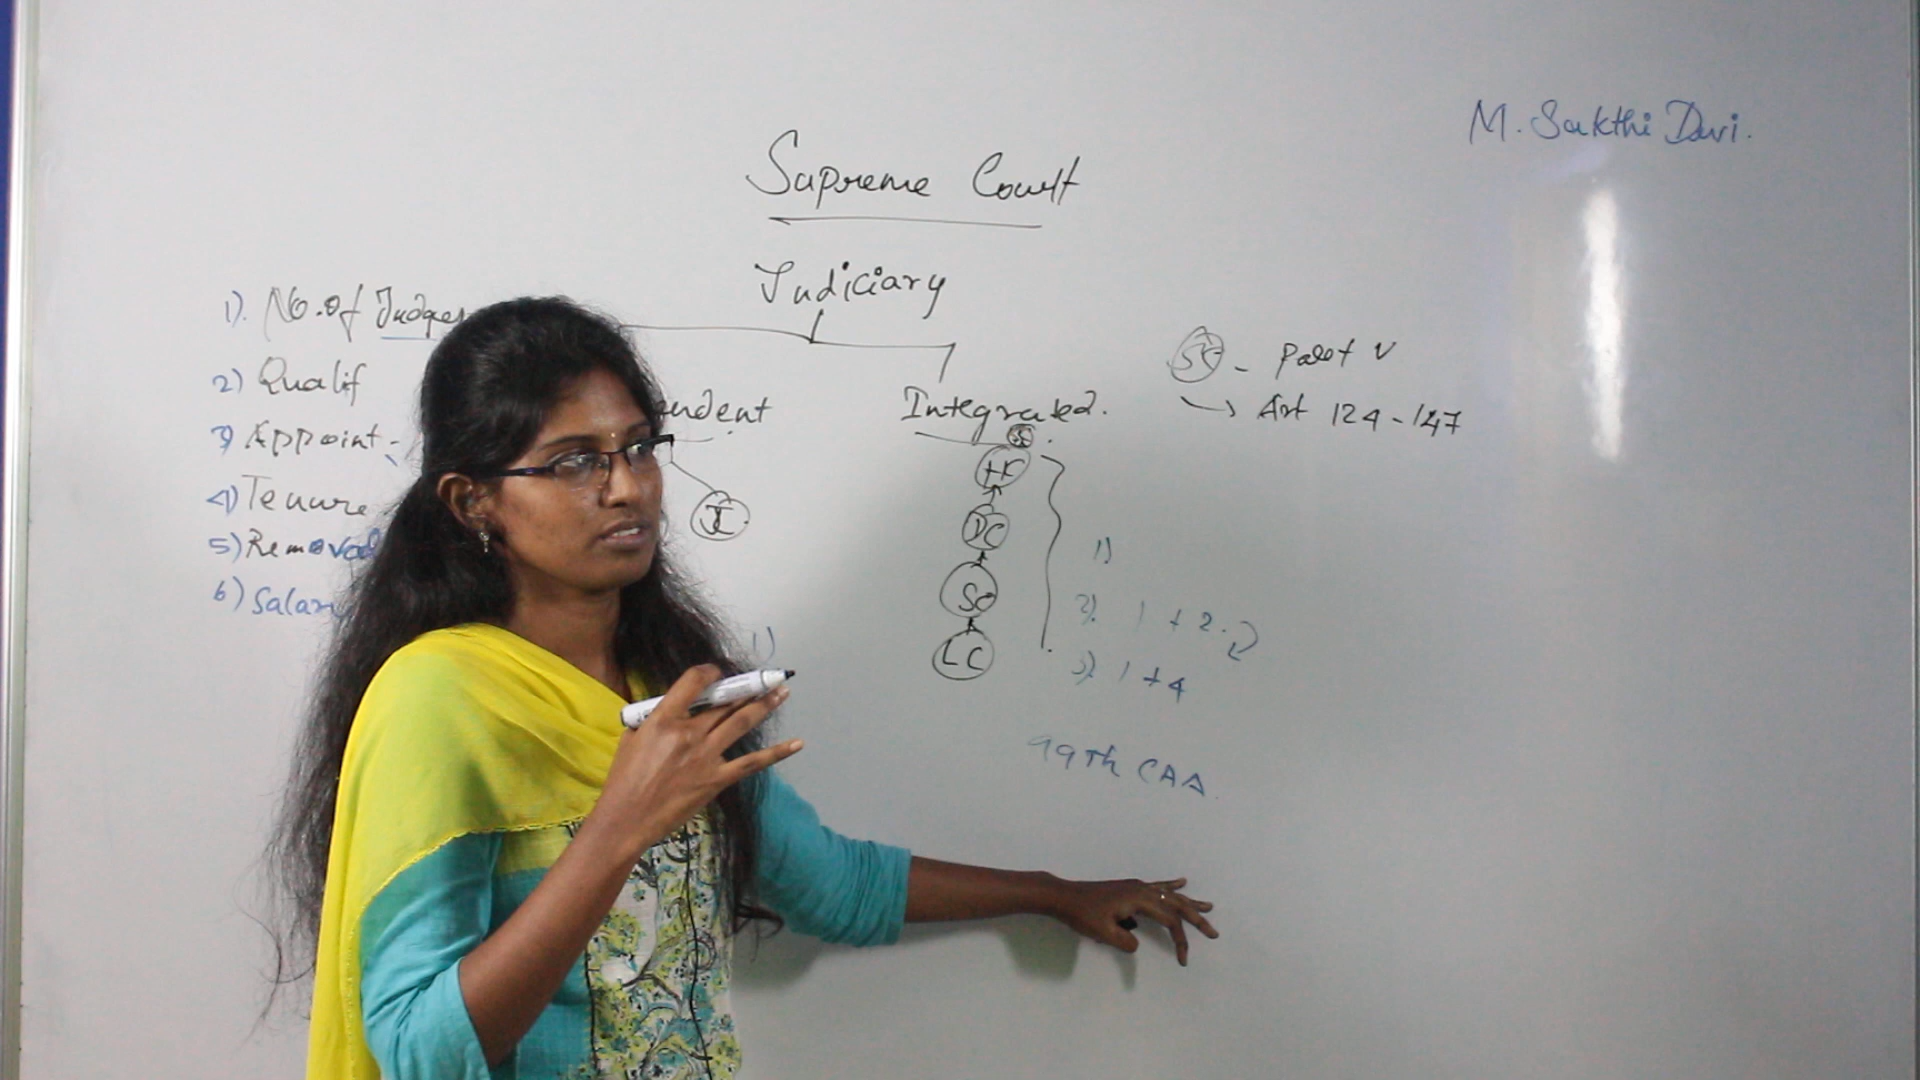 M. Sakthi Devi.
Supreme Court
Judiciary
1). No. of Judges
2) Qualif
3) Appoint -
4) Tenure
5) Removal
6) Salary
endent
Integrated.
SC
HC
DC
SC
LC
SC - Part V
→ Art 124-147
1)
1)
2). 1 + 2.
3) 1 + 4
99th CAA